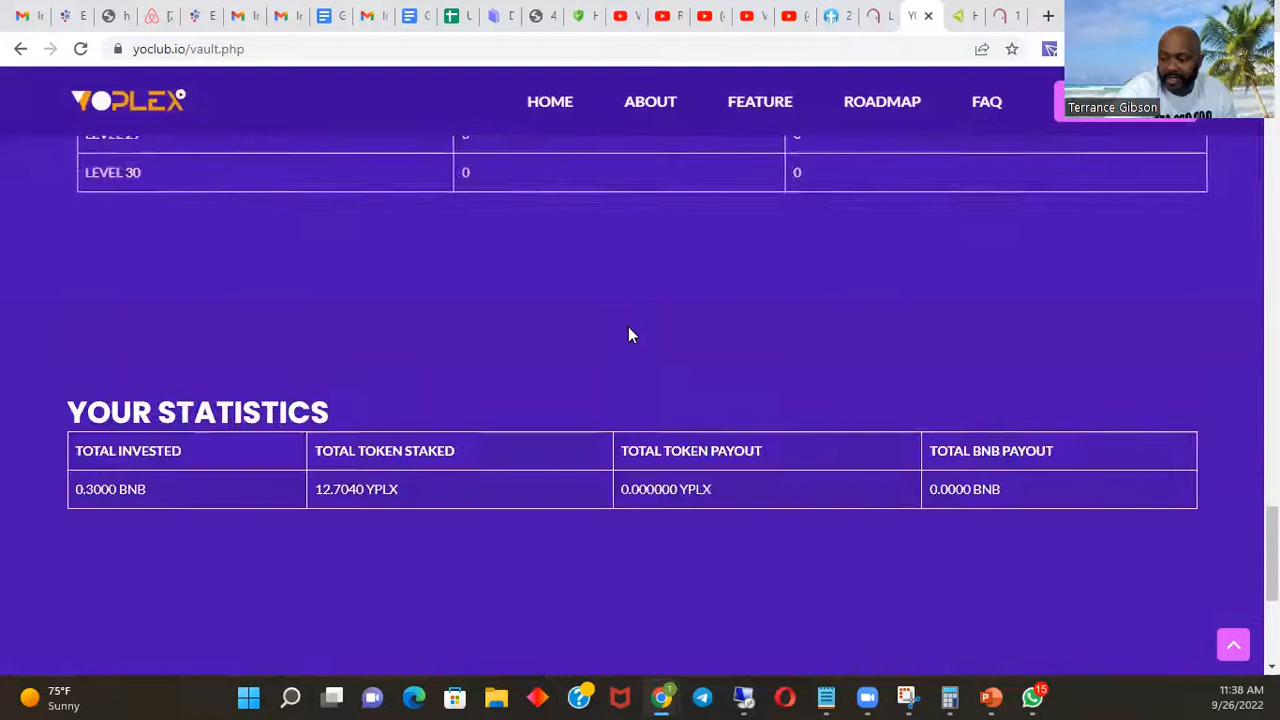 yoclub.io/vault.php
YOPLEX
HOME
ABOUT
FEATURE
ROADMAP
FAQ
Terrance Gibson
LEVEL 30
0
0
YOUR STATISTICS
TOTAL INVESTED
TOTAL TOKEN STAKED
TOTAL TOKEN PAYOUT
TOTAL BNB PAYOUT
0.3000 BNB
12.7040 YPLX
0.000000 YPLX
0.0000 BNB
75°F
Sunny
15
11:38 AM
9/26/2022